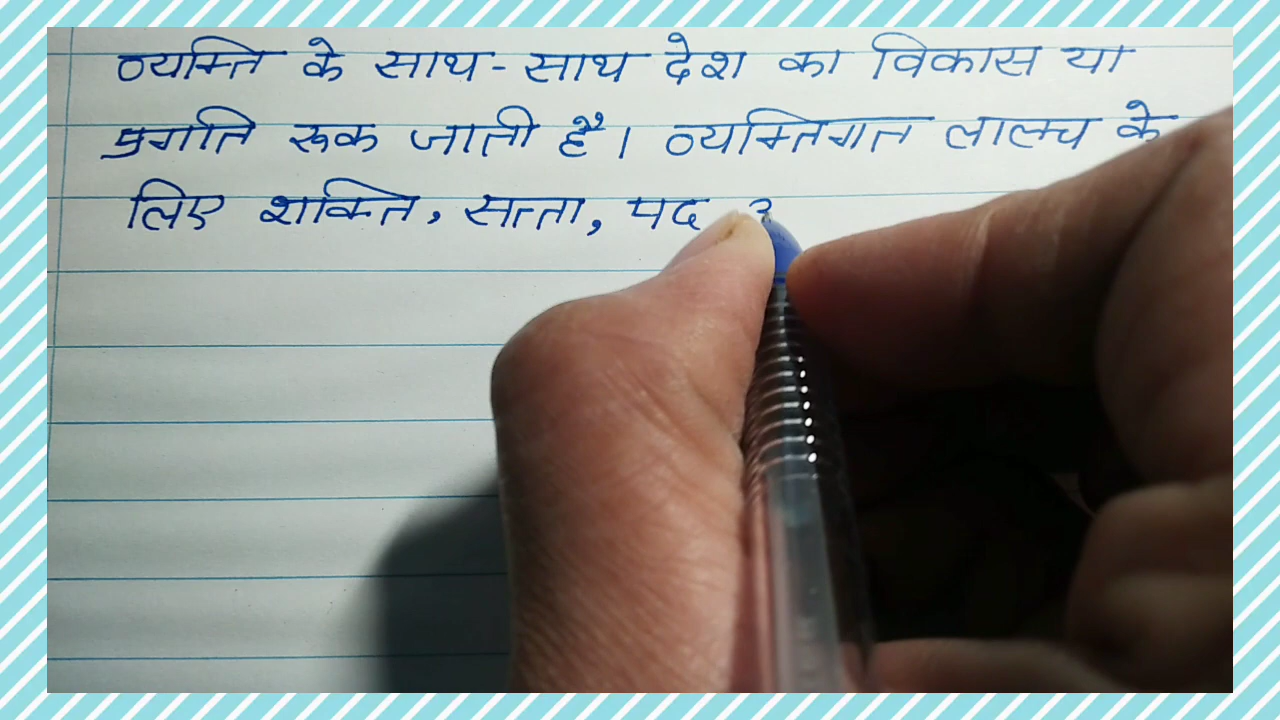 व्यक्ति के साथ-साथ देश का विकास या
प्रगति रूक जाती है। व्यक्तिगत लालच के
लिए शक्ति, सत्ता, पद